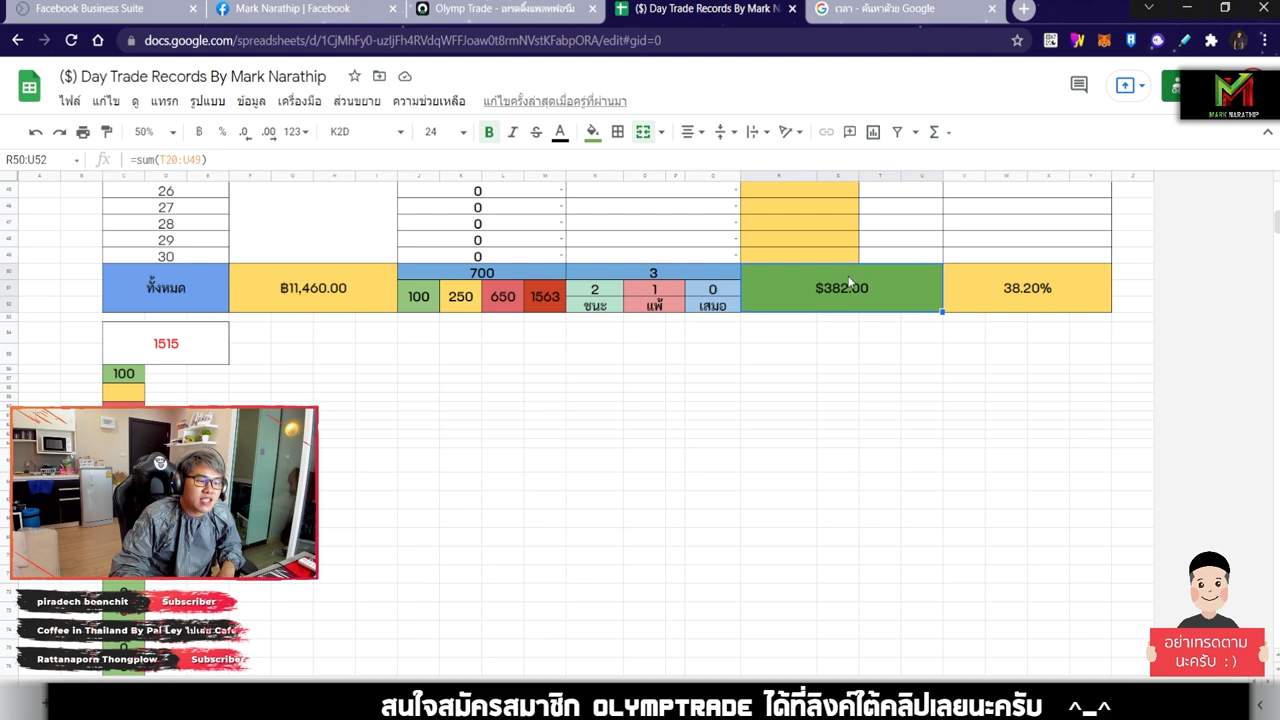 Facebook Business Suite
Mark Narathip | Facebook
Olymp Trade - เทรดดิ้งแพลทฟอร์ม
($) Day Trade Records By Mark N
เวลา - ค้นหาด้วย Google
docs.google.com/spreadsheets/d/1CjMhFy0-uzIjFh4RVdqWFFJoaw0t8rmNVstKFabpORA/edit#gid=0
($) Day Trade Records By Mark Narathip
ไฟล์ แก้ไข ดู แทรก รูปแบบ ข้อมูล เครื่องมือ ส่วนขยาย ความช่วยเหลือ แก้ไขครั้งล่าสุดเมื่อครู่ที่ผ่านมา
MARK NARATHIP
50% ฿ % .0 .00 123 K2D 24 B I S A Σ
R50:U52 fx =sum(T20:U49)
26 0 -
27 0 - -
28 0 - -
29 0 - -
30 0 - -
ทั้งหมด ฿11,460.00 700 3 $382.00 38.20%
100 250 650 1563 2 1 0
ชนะ แพ้ เสมอ
1515
100
piradech boonchit Subscriber
Coffee in Thailand By Pai Ley ไปเลย Cafe
Rattanaporn Thongplow Subscriber
อย่าเทรดตาม
นะครับ : )
สนใจสมัครสมาชิก OLYMPTRADE ได้ที่ลิงค์ใต้คลิปเลยนะครับ ^_^